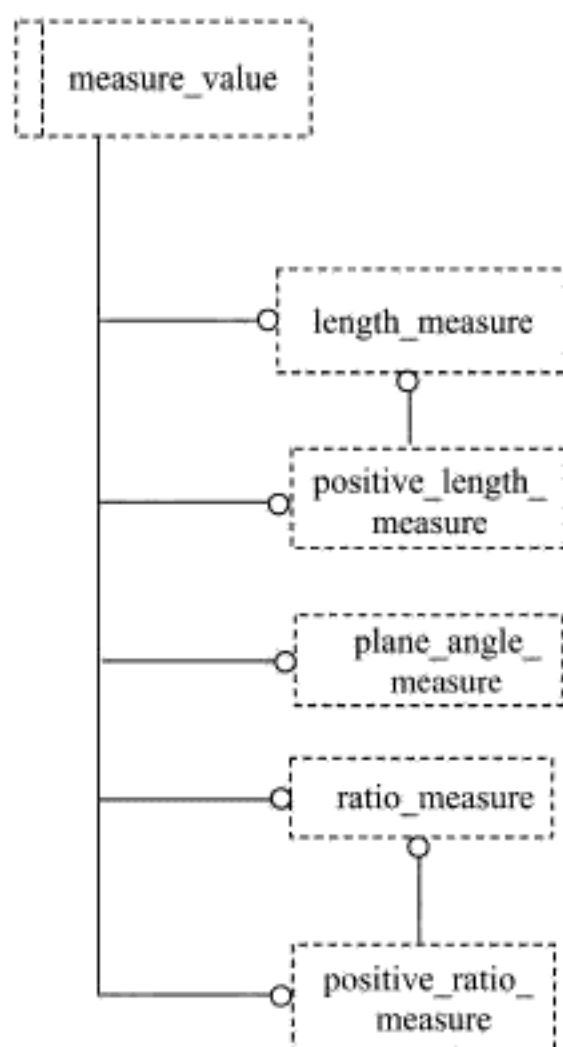 measure_value
length_measure
positive_length_
measure
plane_angle_
measure
ratio_measure
positive_ratio_
measure